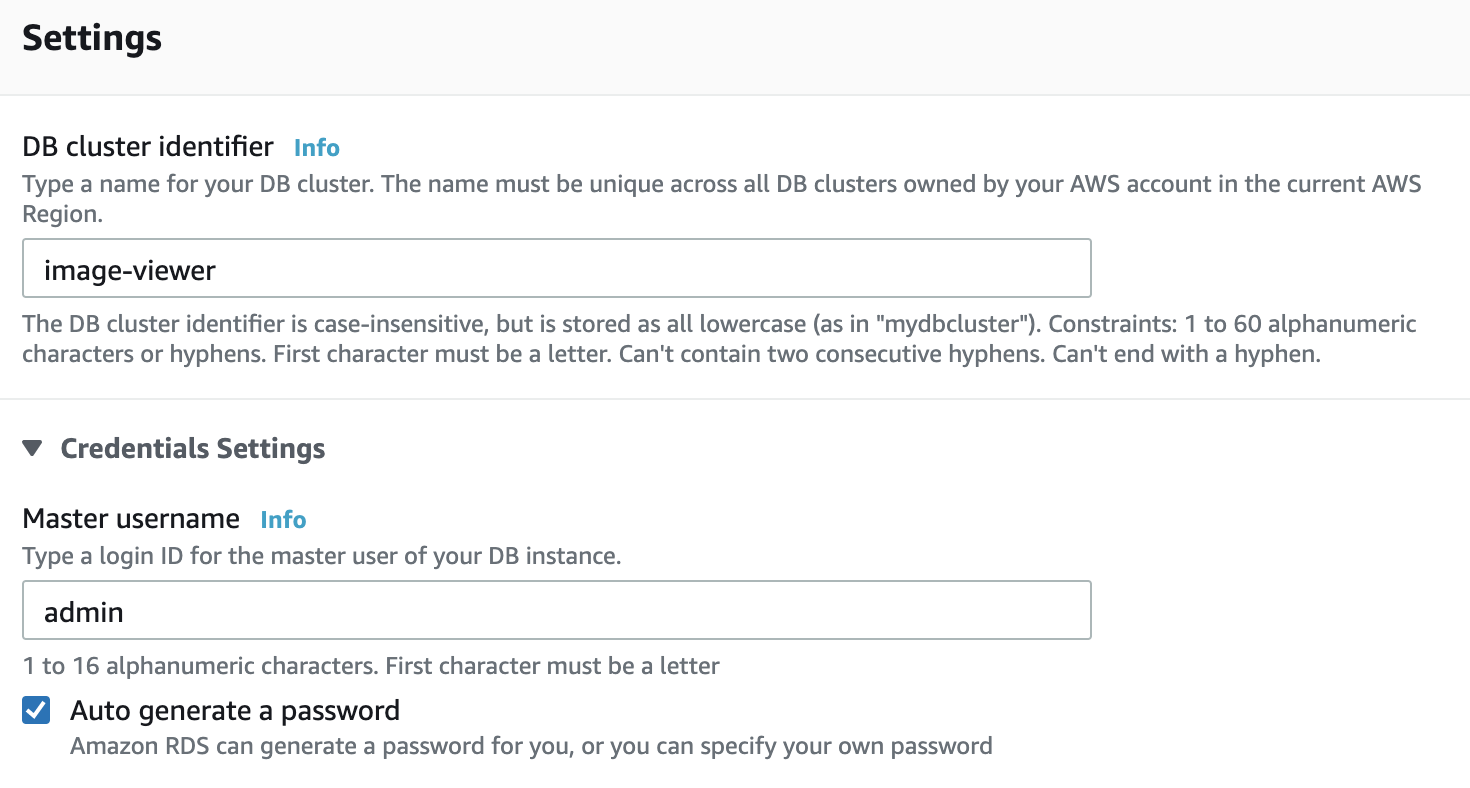 Settings
DB cluster identifier Info
Type a name for your DB cluster. The name must be unique across all DB clusters owned by your AWS account in the current AWS
Region.
image-viewer
The DB cluster identifier is case-insensitive, but is stored as all lowercase (as in "mydbcluster"). Constraints: 1 to 60 alphanumeric
characters or hyphens. First character must be a letter. Can't contain two consecutive hyphens. Can't end with a hyphen.
Credentials Settings
Master username Info
Type a login ID for the master user of your DB instance.
admin
1 to 16 alphanumeric characters. First character must be a letter
Auto generate a password
Amazon RDS can generate a password for you, or you can specify your own password